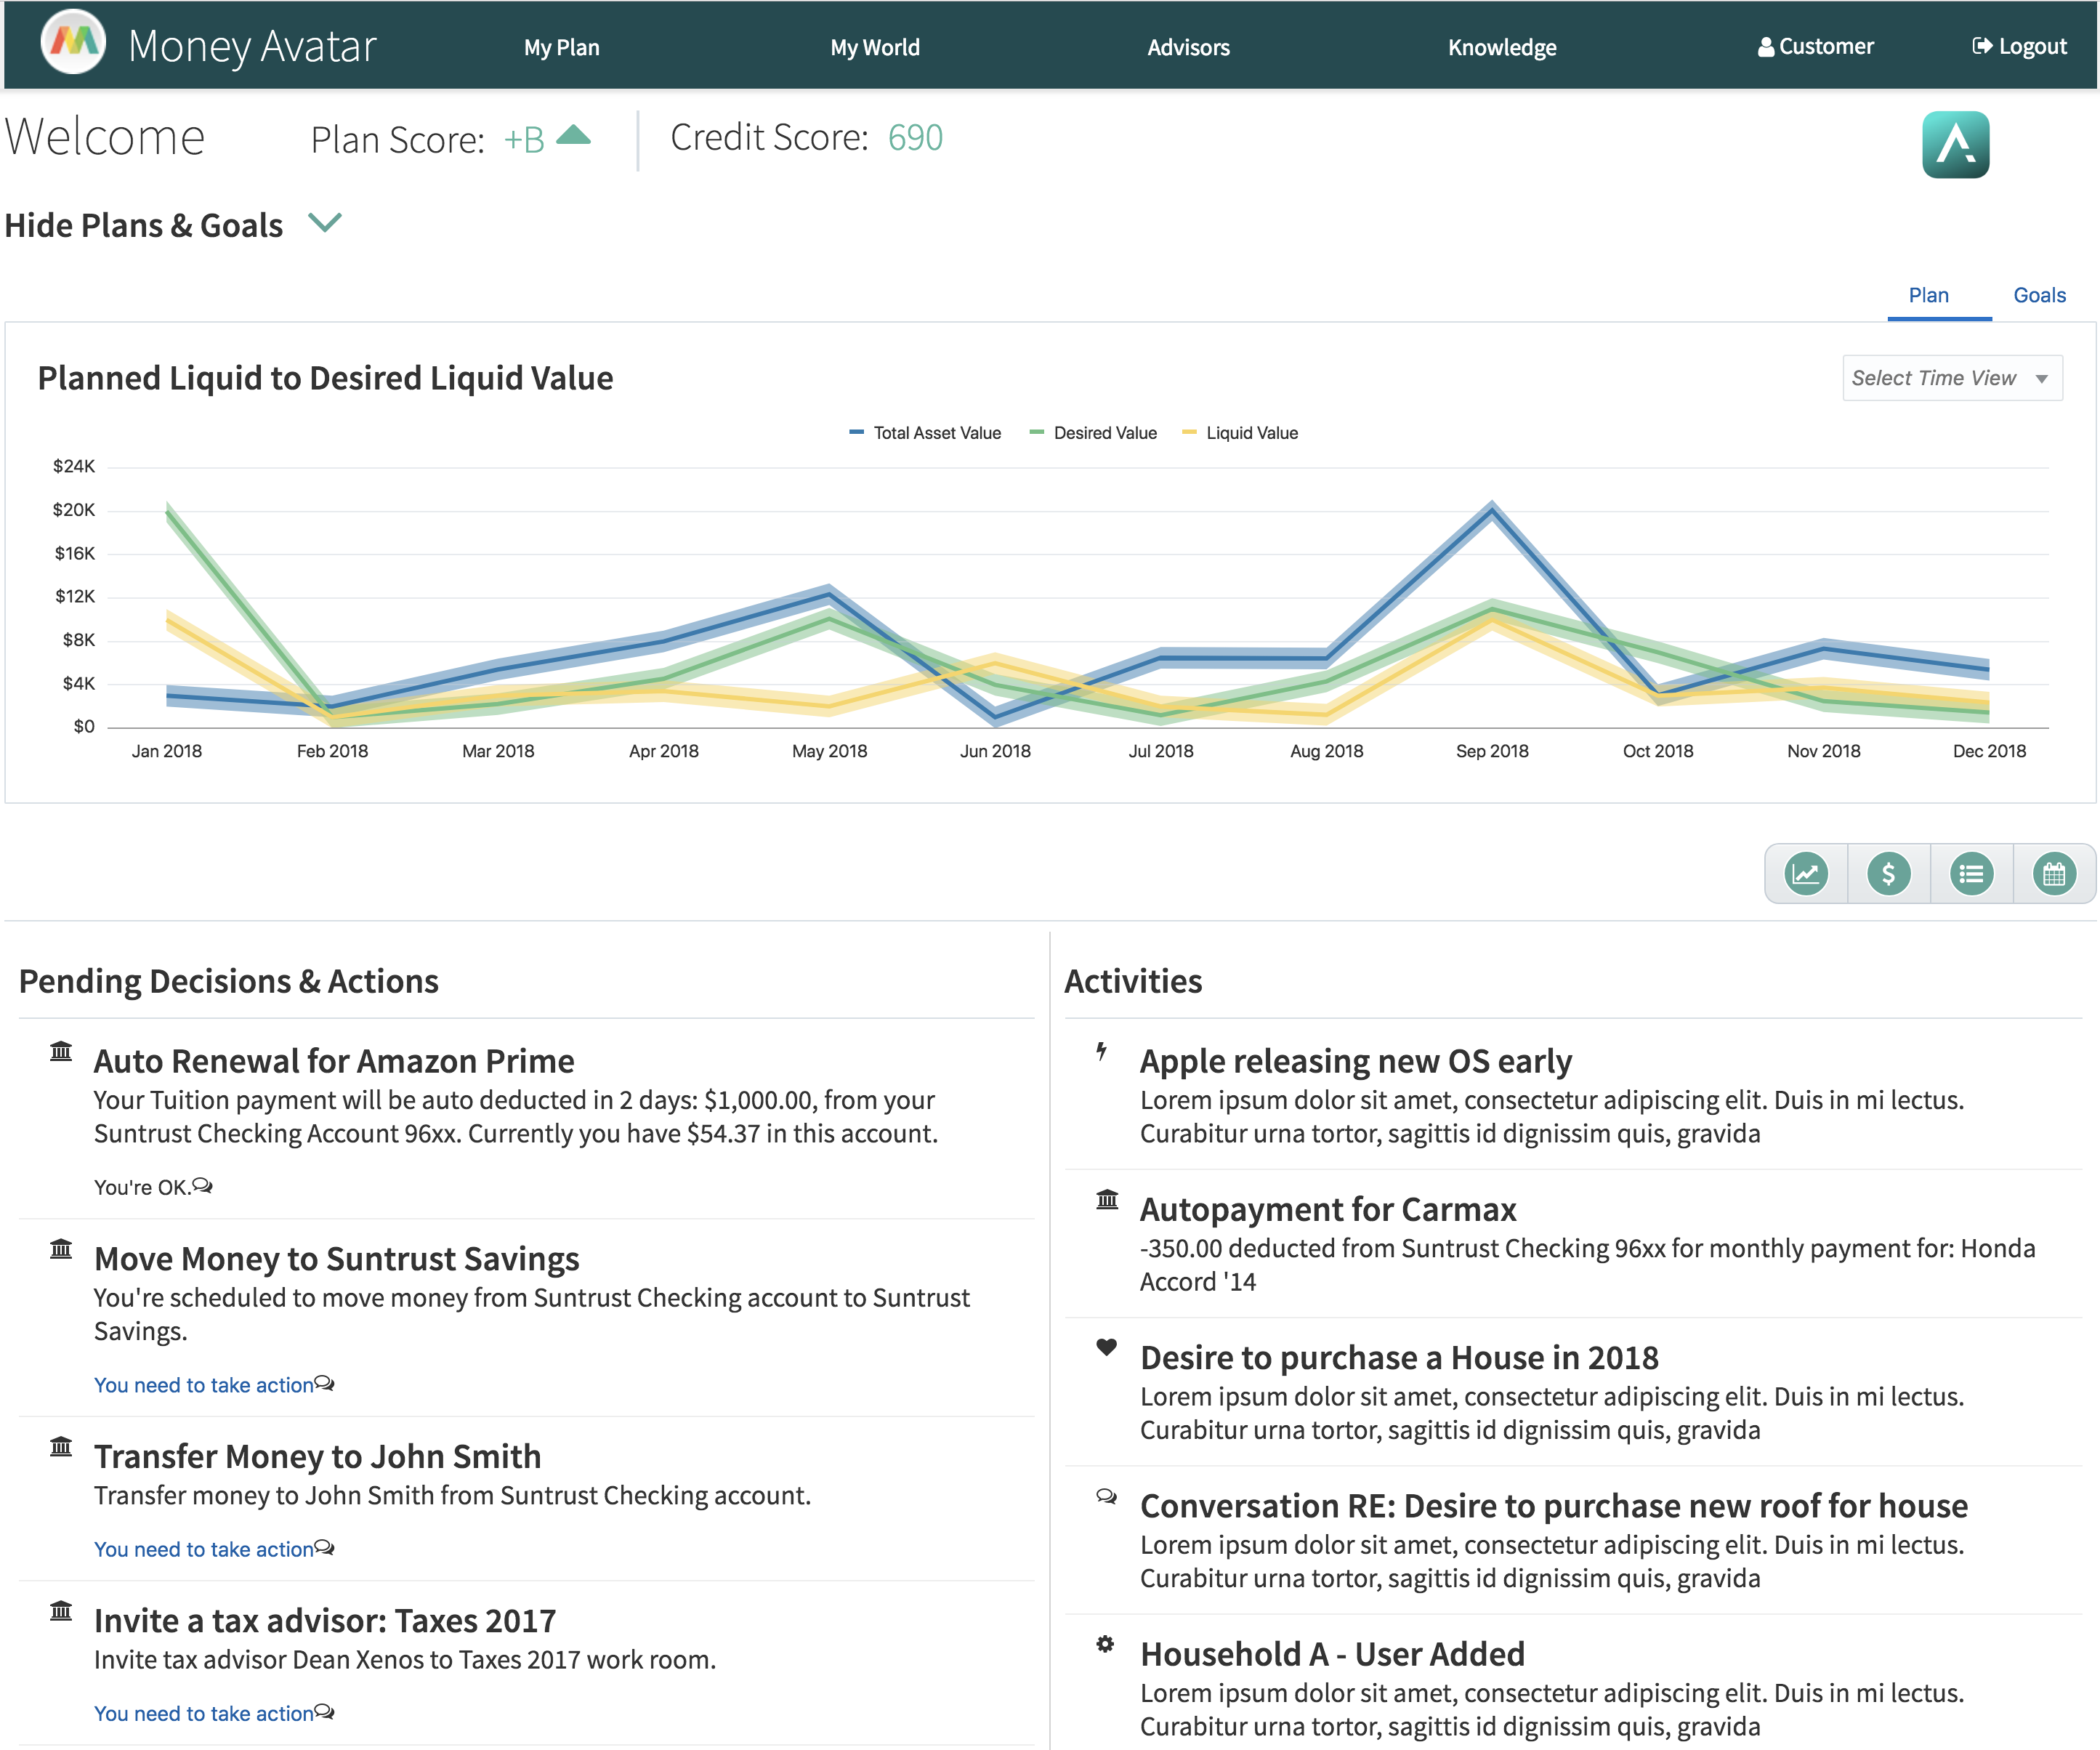 Money Avatar
My Plan
My World
Advisors
Knowledge
Customer
Logout
Welcome
Plan Score: +B
Credit Score: 690
Hide Plans & Goals
Plan
Goals
Planned Liquid to Desired Liquid Value
Select Time View
Total Asset Value
Desired Value
Liquid Value
$24K
$20K
$16K
$12K
$8K
$4K
$0
Jan 2018
Feb 2018
Mar 2018
Apr 2018
May 2018
Jun 2018
Jul 2018
Aug 2018
Sep 2018
Oct 2018
Nov 2018
Dec 2018
Pending Decisions & Actions
Auto Renewal for Amazon Prime
Your Tuition payment will be auto deducted in 2 days: $1,000.00, from your
Suntrust Checking Account 96xx. Currently you have $54.37 in this account.
You're OK.
Move Money to Suntrust Savings
You're scheduled to move money from Suntrust Checking account to Suntrust
Savings.
You need to take action
Transfer Money to John Smith
Transfer money to John Smith from Suntrust Checking account.
You need to take action
Invite a tax advisor: Taxes 2017
Invite tax advisor Dean Xenos to Taxes 2017 work room.
You need to take action
Activities
Apple releasing new OS early
Lorem ipsum dolor sit amet, consectetur adipiscing elit. Duis in mi lectus.
Curabitur urna tortor, sagittis id dignissim quis, gravida
Autopayment for Carmax
-350.00 deducted from Suntrust Checking 96xx for monthly payment for: Honda
Accord '14
Desire to purchase a House in 2018
Lorem ipsum dolor sit amet, consectetur adipiscing elit. Duis in mi lectus.
Curabitur urna tortor, sagittis id dignissim quis, gravida
Conversation RE: Desire to purchase new roof for house
Lorem ipsum dolor sit amet, consectetur adipiscing elit. Duis in mi lectus.
Curabitur urna tortor, sagittis id dignissim quis, gravida
Household A - User Added
Lorem ipsum dolor sit amet, consectetur adipiscing elit. Duis in mi lectus.
Curabitur urna tortor, sagittis id dignissim quis, gravida